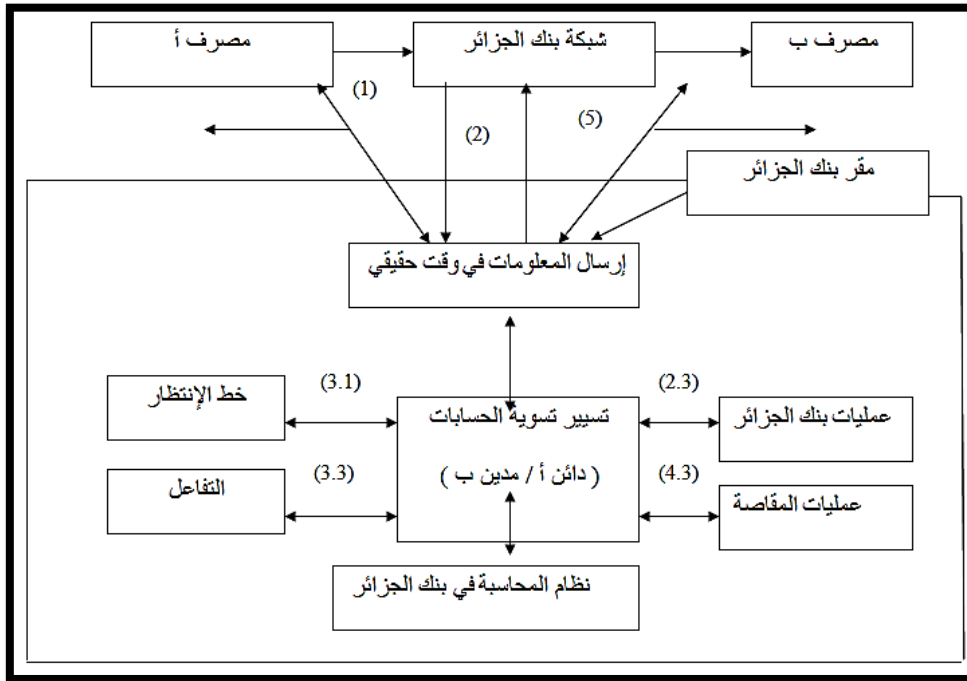 مصرف أ
شبكة بنك الجزائر
مصرف ب
(1)
(2)
(5)
مقر بنك الجزائر
إرسال المعلومات في وقت حقيقي
خط الإنتظار
(3.1)
تسيير تسوية الحسابات
(2.3)
عمليات بنك الجزائر
التفاعل
(3.3)
( دائن أ / مدين ب )
(4.3)
عمليات المقاصة
نظام المحاسبة في بنك الجزائر